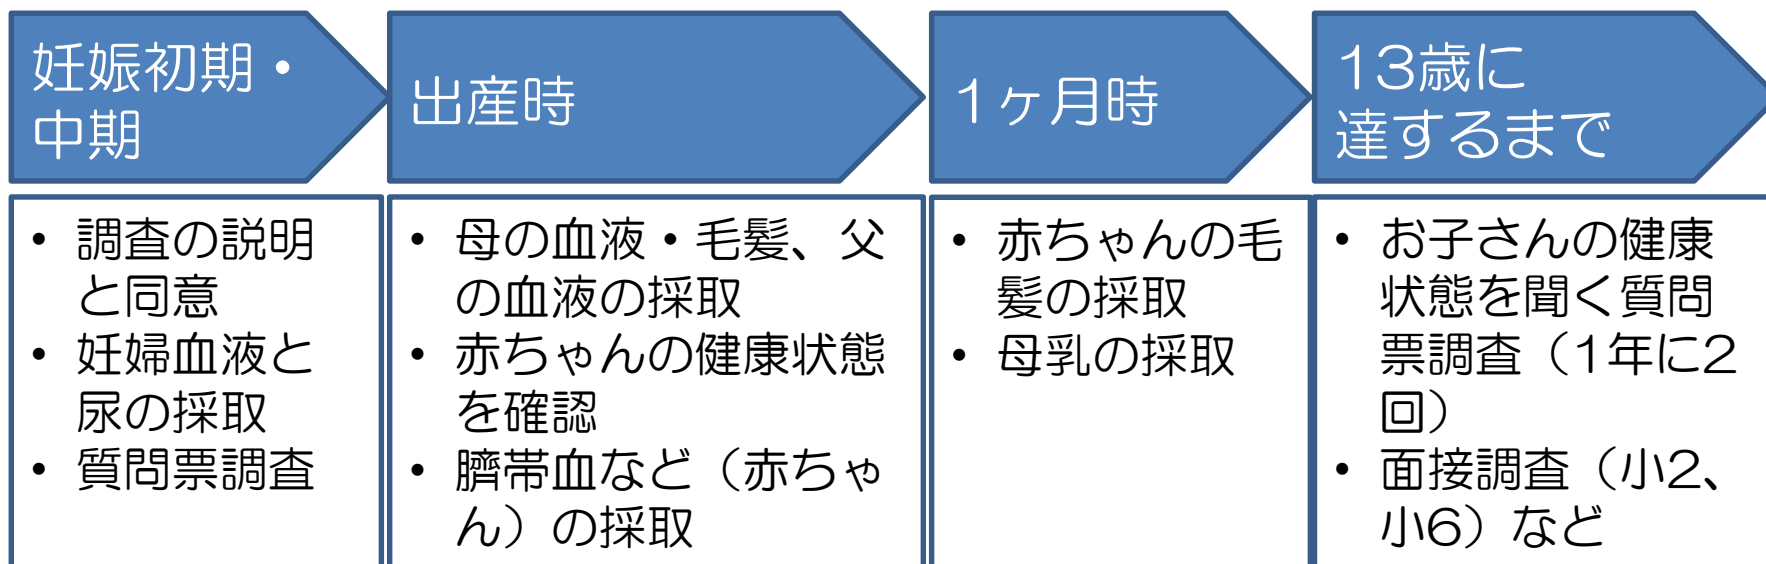 妊娠初期・
中期
出産時
1ヶ月時
13歳に
達するまで
• 調査の説明
と同意
• 妊婦血液と
尿の採取
• 質問票調査
• 母の血液・毛髪、父
の血液の採取
• 赤ちゃんの健康状態
を確認
• 臍帯血など（赤ちゃ
ん）の採取
• 赤ちゃんの毛
髪の採取
• 母乳の採取
• お子さんの健康
状態を聞く質問
票調査（1年に2
回）
• 面接調査（小2、
小6）など